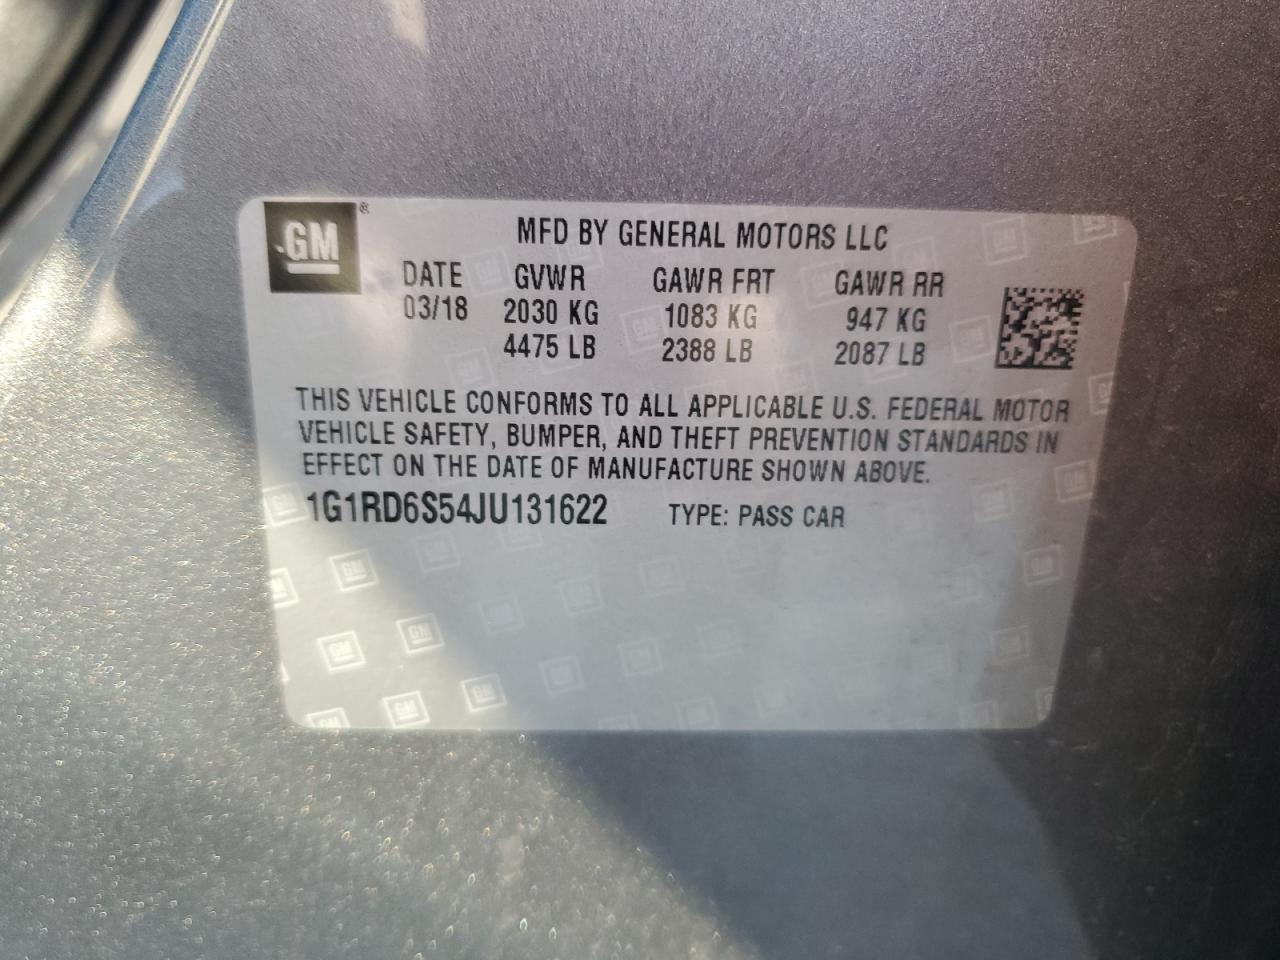 GM®
MFD BY GENERAL MOTORS LLC
DATE GVWR GAWR FRT GAWR RR
03/18 2030 KG 1083 KG 947 KG
4475 LB 2388 LB 2087 LB
THIS VEHICLE CONFORMS TO ALL APPLICABLE U.S. FEDERAL MOTOR
VEHICLE SAFETY, BUMPER, AND THEFT PREVENTION STANDARDS IN
EFFECT ON THE DATE OF MANUFACTURE SHOWN ABOVE.
1G1RD6S54JU131622 TYPE: PASS CAR